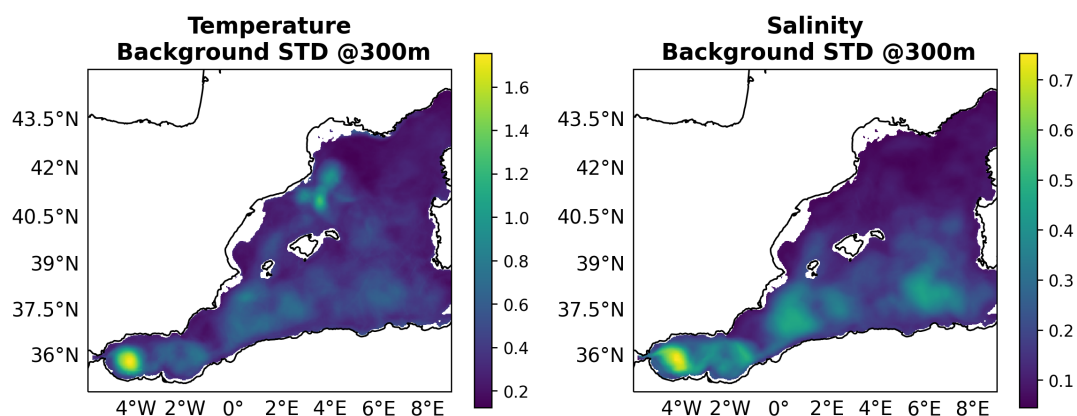 Temperature
Background STD @300m
43.5°N
42°N
40.5°N
39°N
37.5°N
36°N
4°W 2°W 0° 2°E 4°E 6°E 8°E
1.6
1.4
1.2
1.0
0.8
0.6
0.4
0.2
Salinity
Background STD @300m
43.5°N
42°N
40.5°N
39°N
37.5°N
36°N
4°W 2°W 0° 2°E 4°E 6°E 8°E
0.7
0.6
0.5
0.4
0.3
0.2
0.1